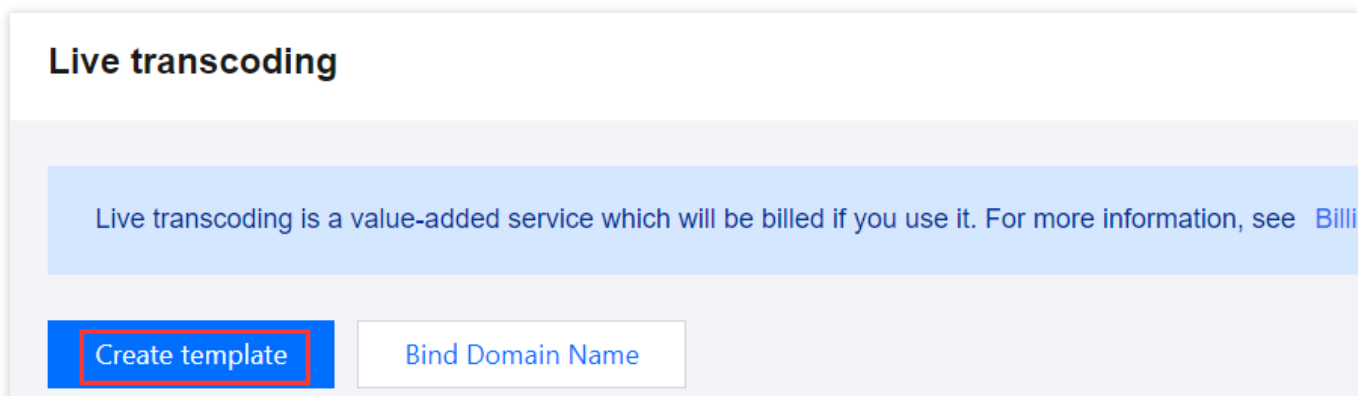 Live transcoding
Live transcoding is a value-added service which will be billed if you use it. For more information, see
Create template Bind Domain Name